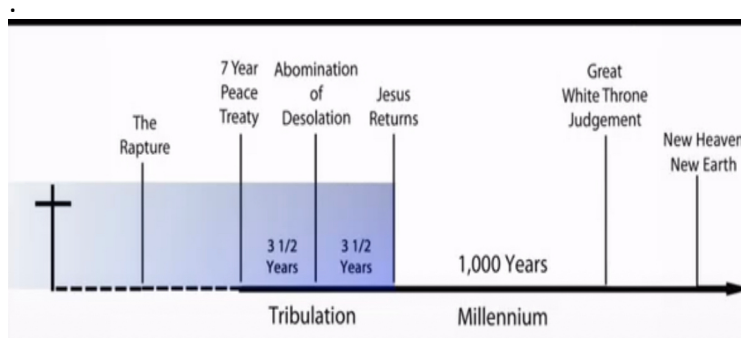 .
The
Rapture
7 Year
Peace
Treaty
Abomination
of
Desolation
Jesus
Returns
Great
White Throne
Judgement
New Heaven
New Earth
3 1/2
Years
3 1/2
Years
1,000 Years
Tribulation
Millennium